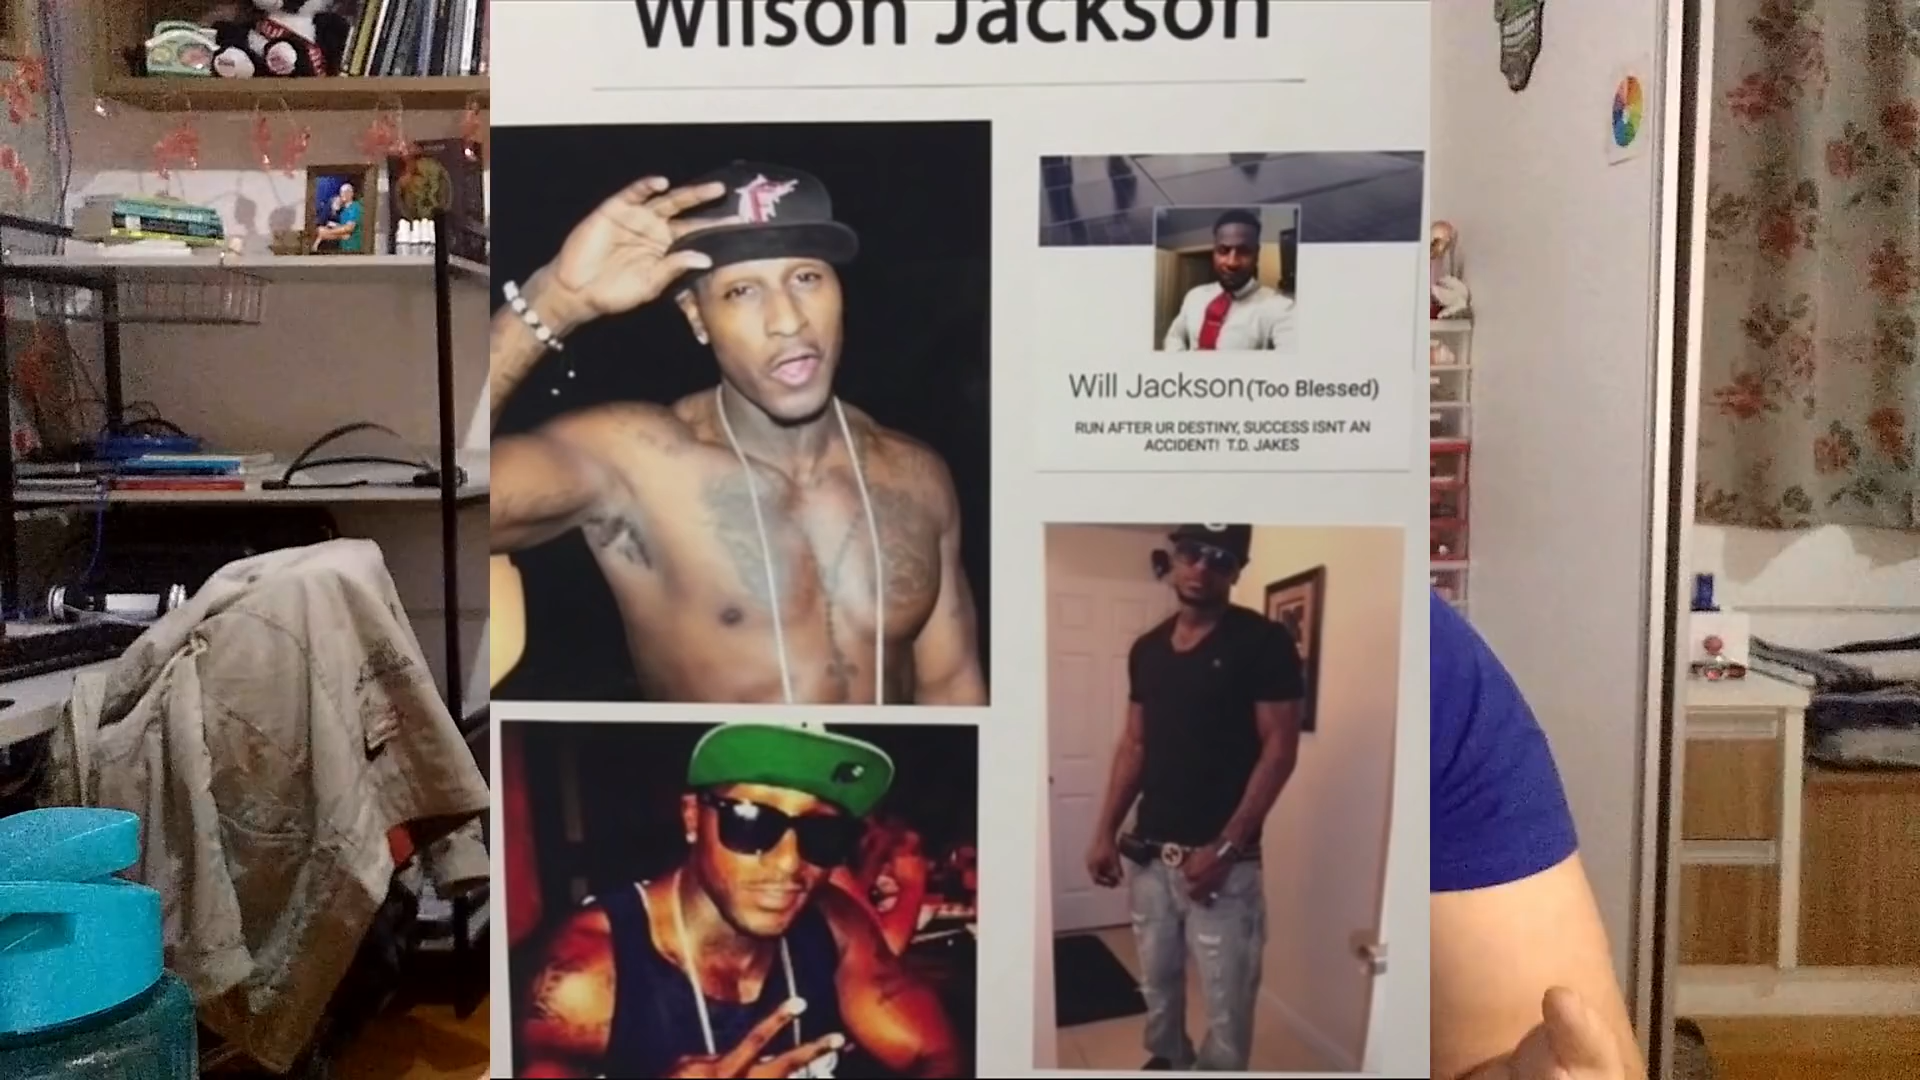 Wilson Jackson
Will Jackson(Too Blessed)
RUN AFTER UR DESTINY, SUCCESS ISNT AN
ACCIDENT! T.D. JAKES